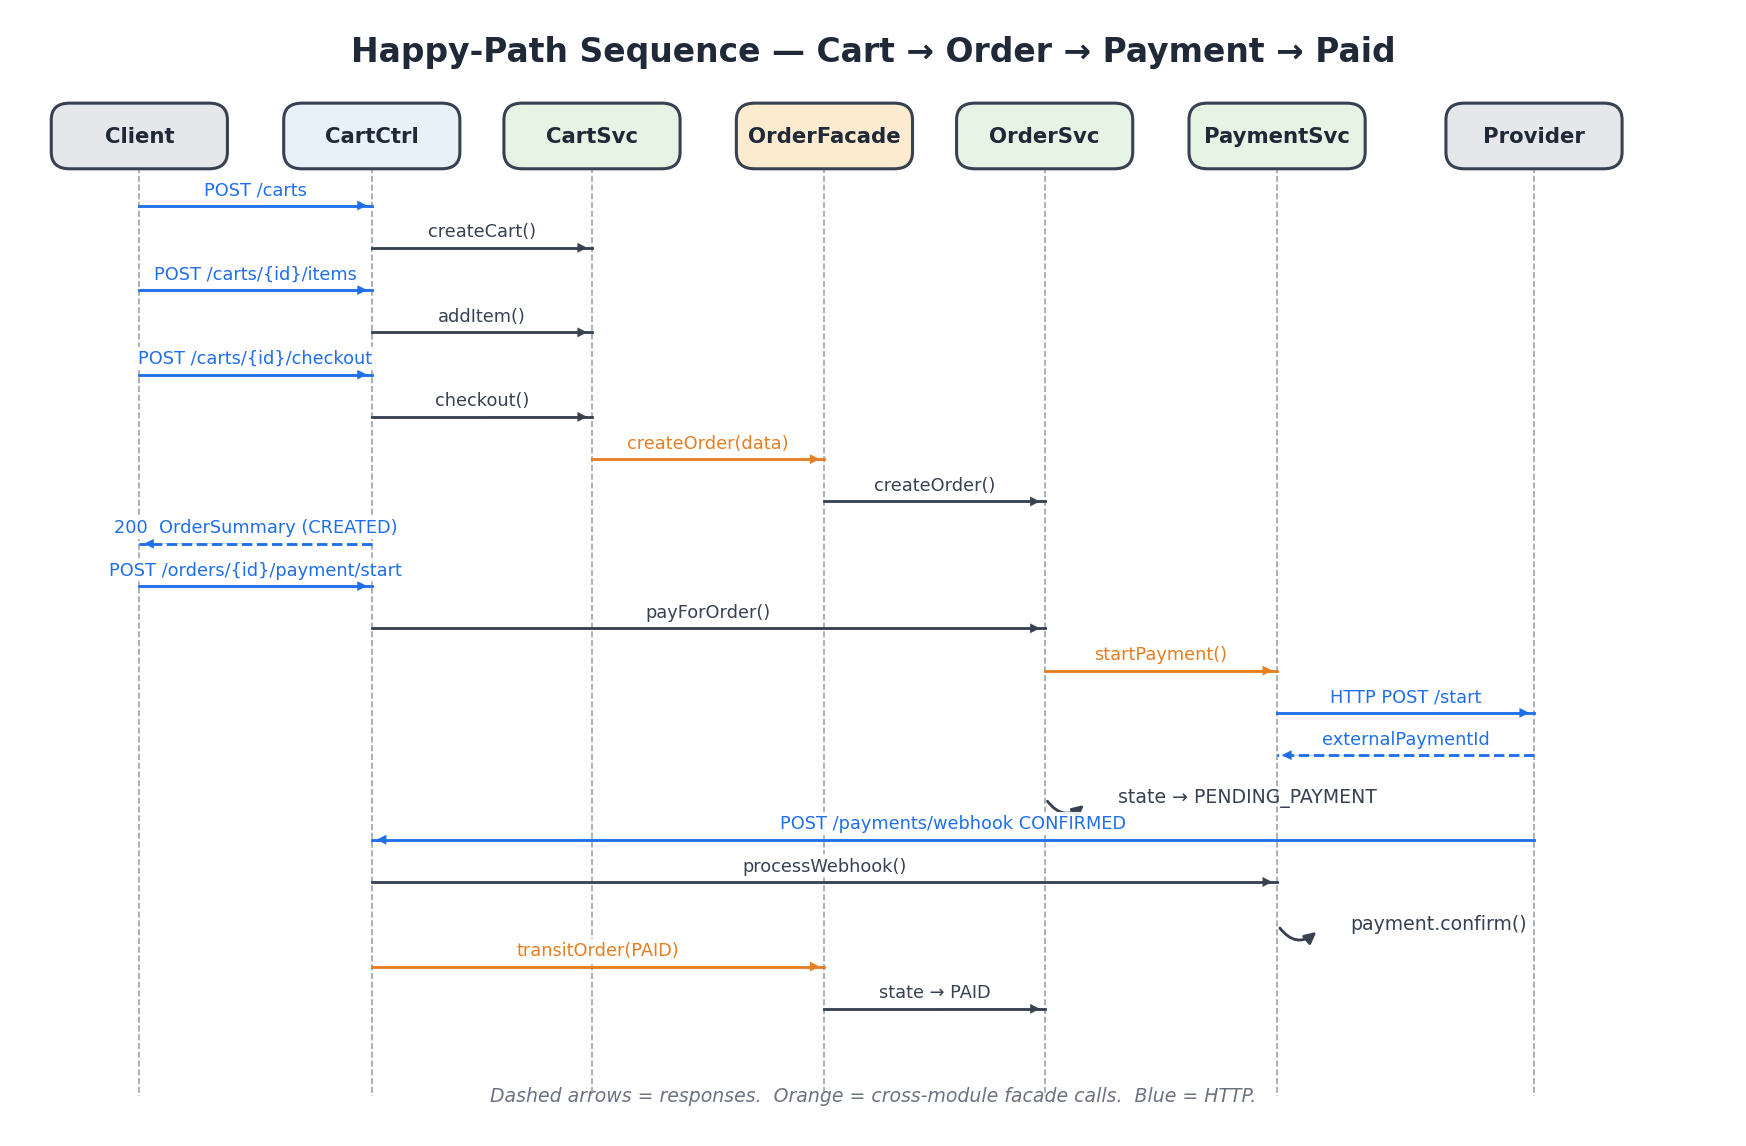 Happy-Path Sequence — Cart → Order → Payment → Paid
Client
CartCtrl
CartSvc
OrderFacade
OrderSvc
PaymentSvc
Provider
POST /carts
createCart()
POST /carts/{id}/items
addItem()
POST /carts/{id}/checkout
checkout()
createOrder(data)
createOrder()
200  OrderSummary (CREATED)
POST /orders/{id}/payment/start
payForOrder()
startPayment()
HTTP POST /start
externalPaymentId
state → PENDING_PAYMENT
POST /payments/webhook CONFIRMED
processWebhook()
payment.confirm()
transitOrder(PAID)
state → PAID
Dashed arrows = responses.  Orange = cross-module facade calls.  Blue = HTTP.